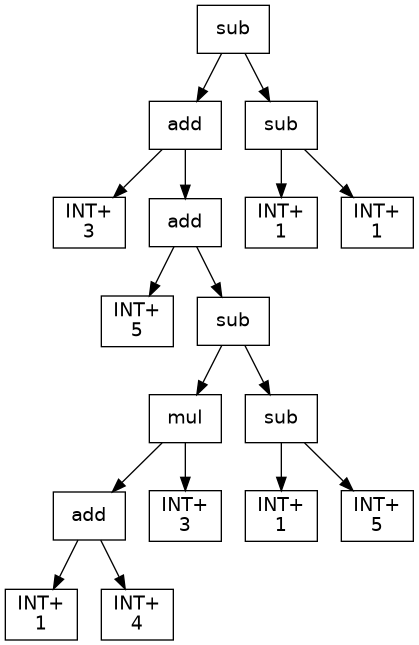 sub
add
sub
INT+
3
add
INT+
1
INT+
1
INT+
5
sub
mul
sub
add
INT+
3
INT+
1
INT+
5
INT+
1
INT+
4